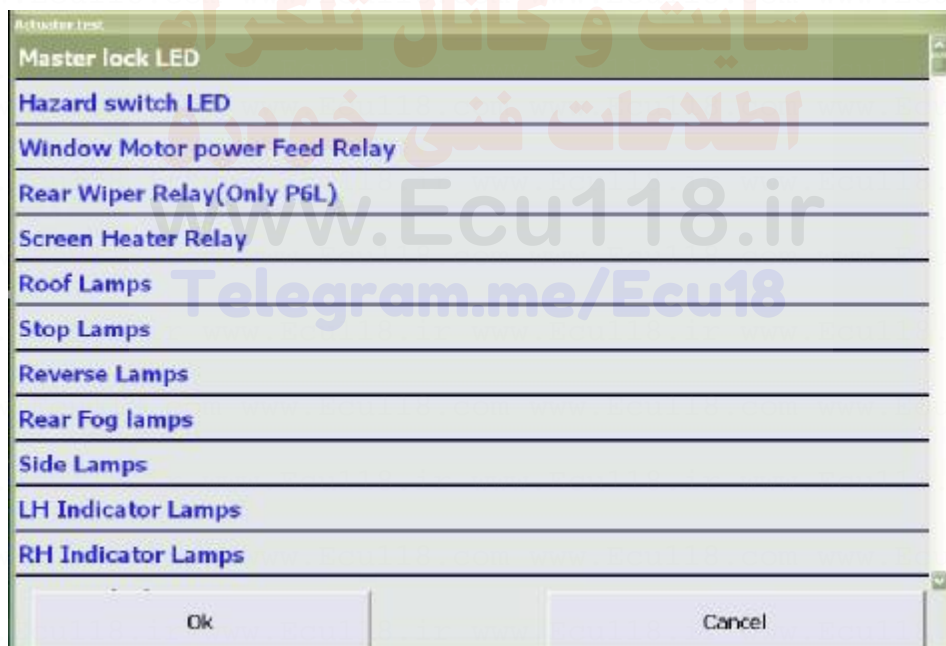 Actuator test
سایت و کانال تلگرام
Master lock LED
Hazard switch LED
اطلاعات فنی خودرو
Window Motor power Feed Relay
Rear Wiper Relay(Only P6L)
www.Ecu118.ir
Screen Heater Relay
Roof Lamps
Telegram.me/Ecu18
Stop Lamps
Reverse Lamps
Rear Fog lamps
Side Lamps
LH Indicator Lamps
RH Indicator Lamps
Ok Cancel